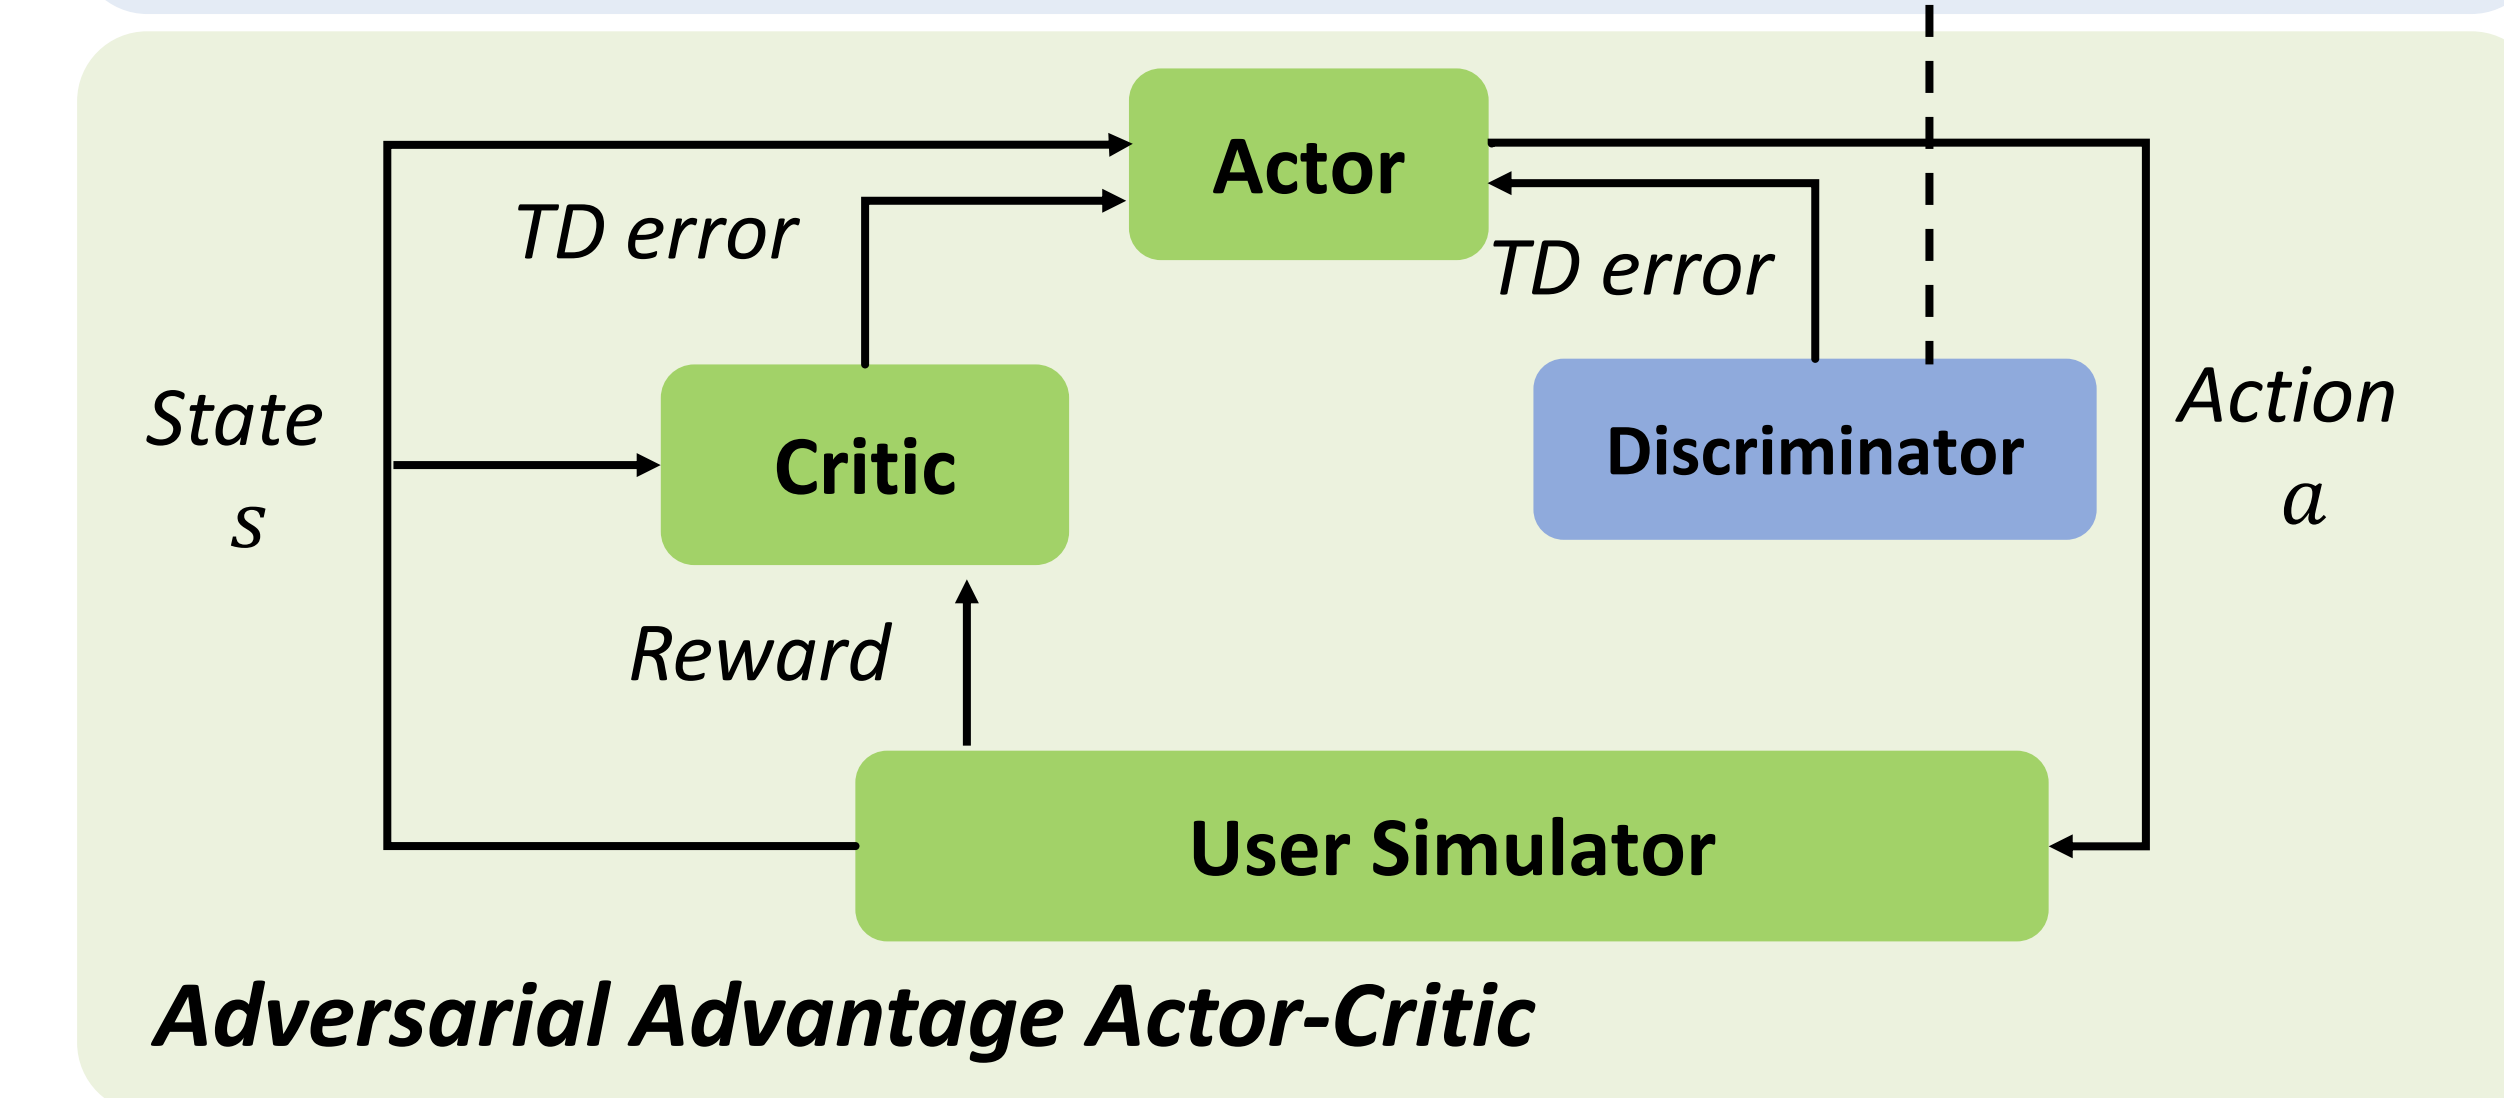 Actor
TD error
TD error
State
s
Critic
Discriminator
Action
a
Reward
User Simulator
Adversarial Advantage Actor-Critic